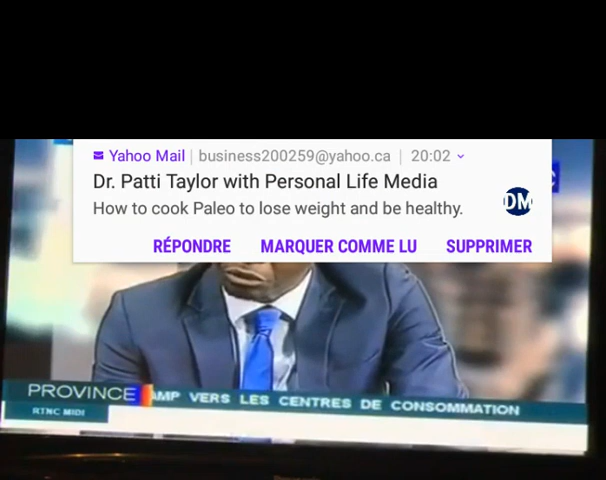 Yahoo Mail | business200259@yahoo.ca | 20:02
Dr. Patti Taylor with Personal Life Media
How to cook Paleo to lose weight and be healthy.
DM
RÉPONDRE MARQUER COMME LU SUPPRIMER
PROVINCE AMP VERS LES CENTRES DE CONSOMMATION
RTNC MIDI